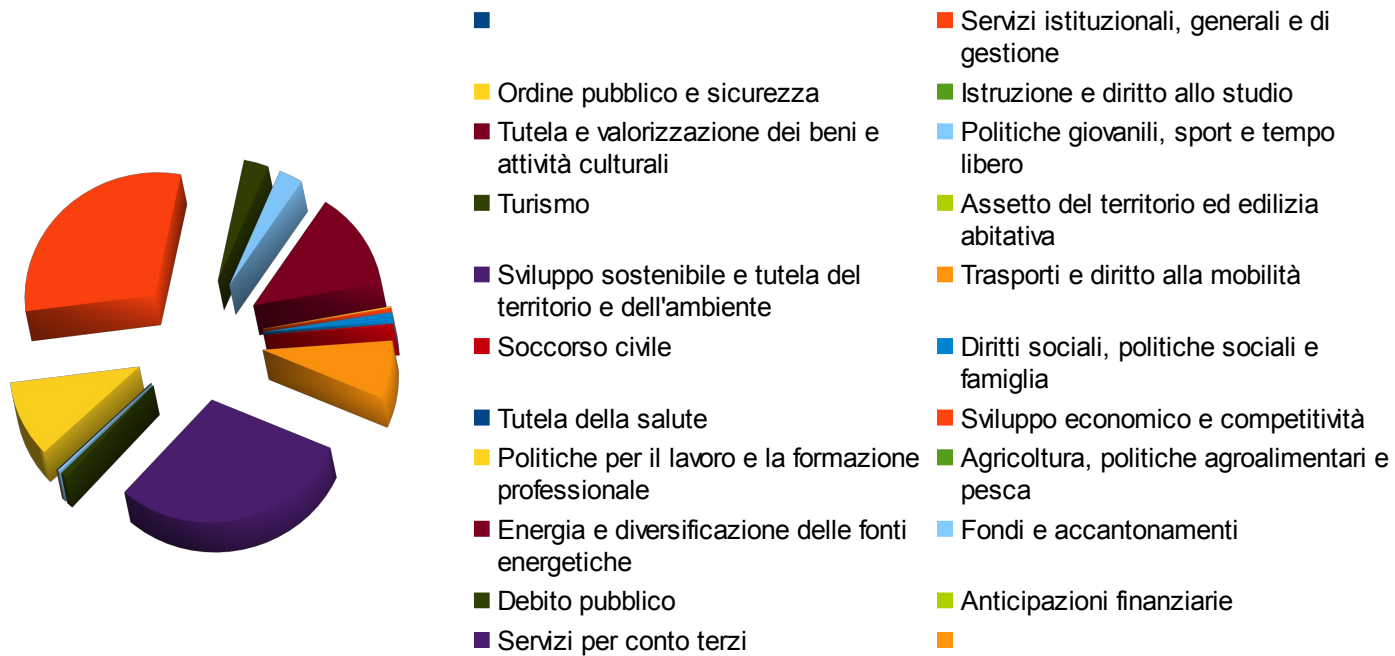 Servizi istituzionali, generali e di
gestione
Ordine pubblico e sicurezza
Istruzione e diritto allo studio
Tutela e valorizzazione dei beni e
attività culturali
Politiche giovanili, sport e tempo
libero
Turismo
Assetto del territorio ed edilizia
abitativa
Sviluppo sostenibile e tutela del
territorio e dell'ambiente
Trasporti e diritto alla mobilità
Soccorso civile
Diritti sociali, politiche sociali e
famiglia
Tutela della salute
Sviluppo economico e competitività
Politiche per il lavoro e la formazione
professionale
Agricoltura, politiche agroalimentari e
pesca
Energia e diversificazione delle fonti
energetiche
Fondi e accantonamenti
Debito pubblico
Anticipazioni finanziarie
Servizi per conto terzi